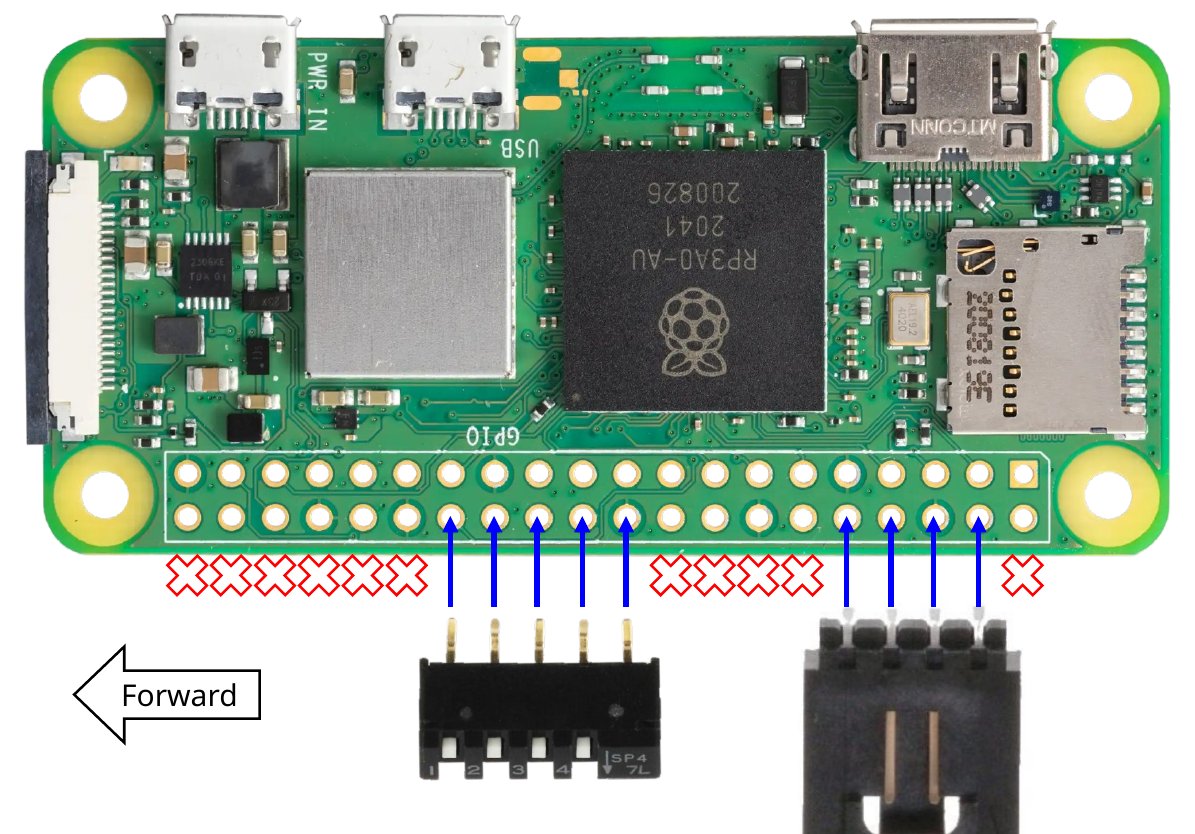 PWR IN
USB
MTCONN
200826
2041
RP3A0-AU
GPIO
Forward
1 2 3 4
SP4
7L